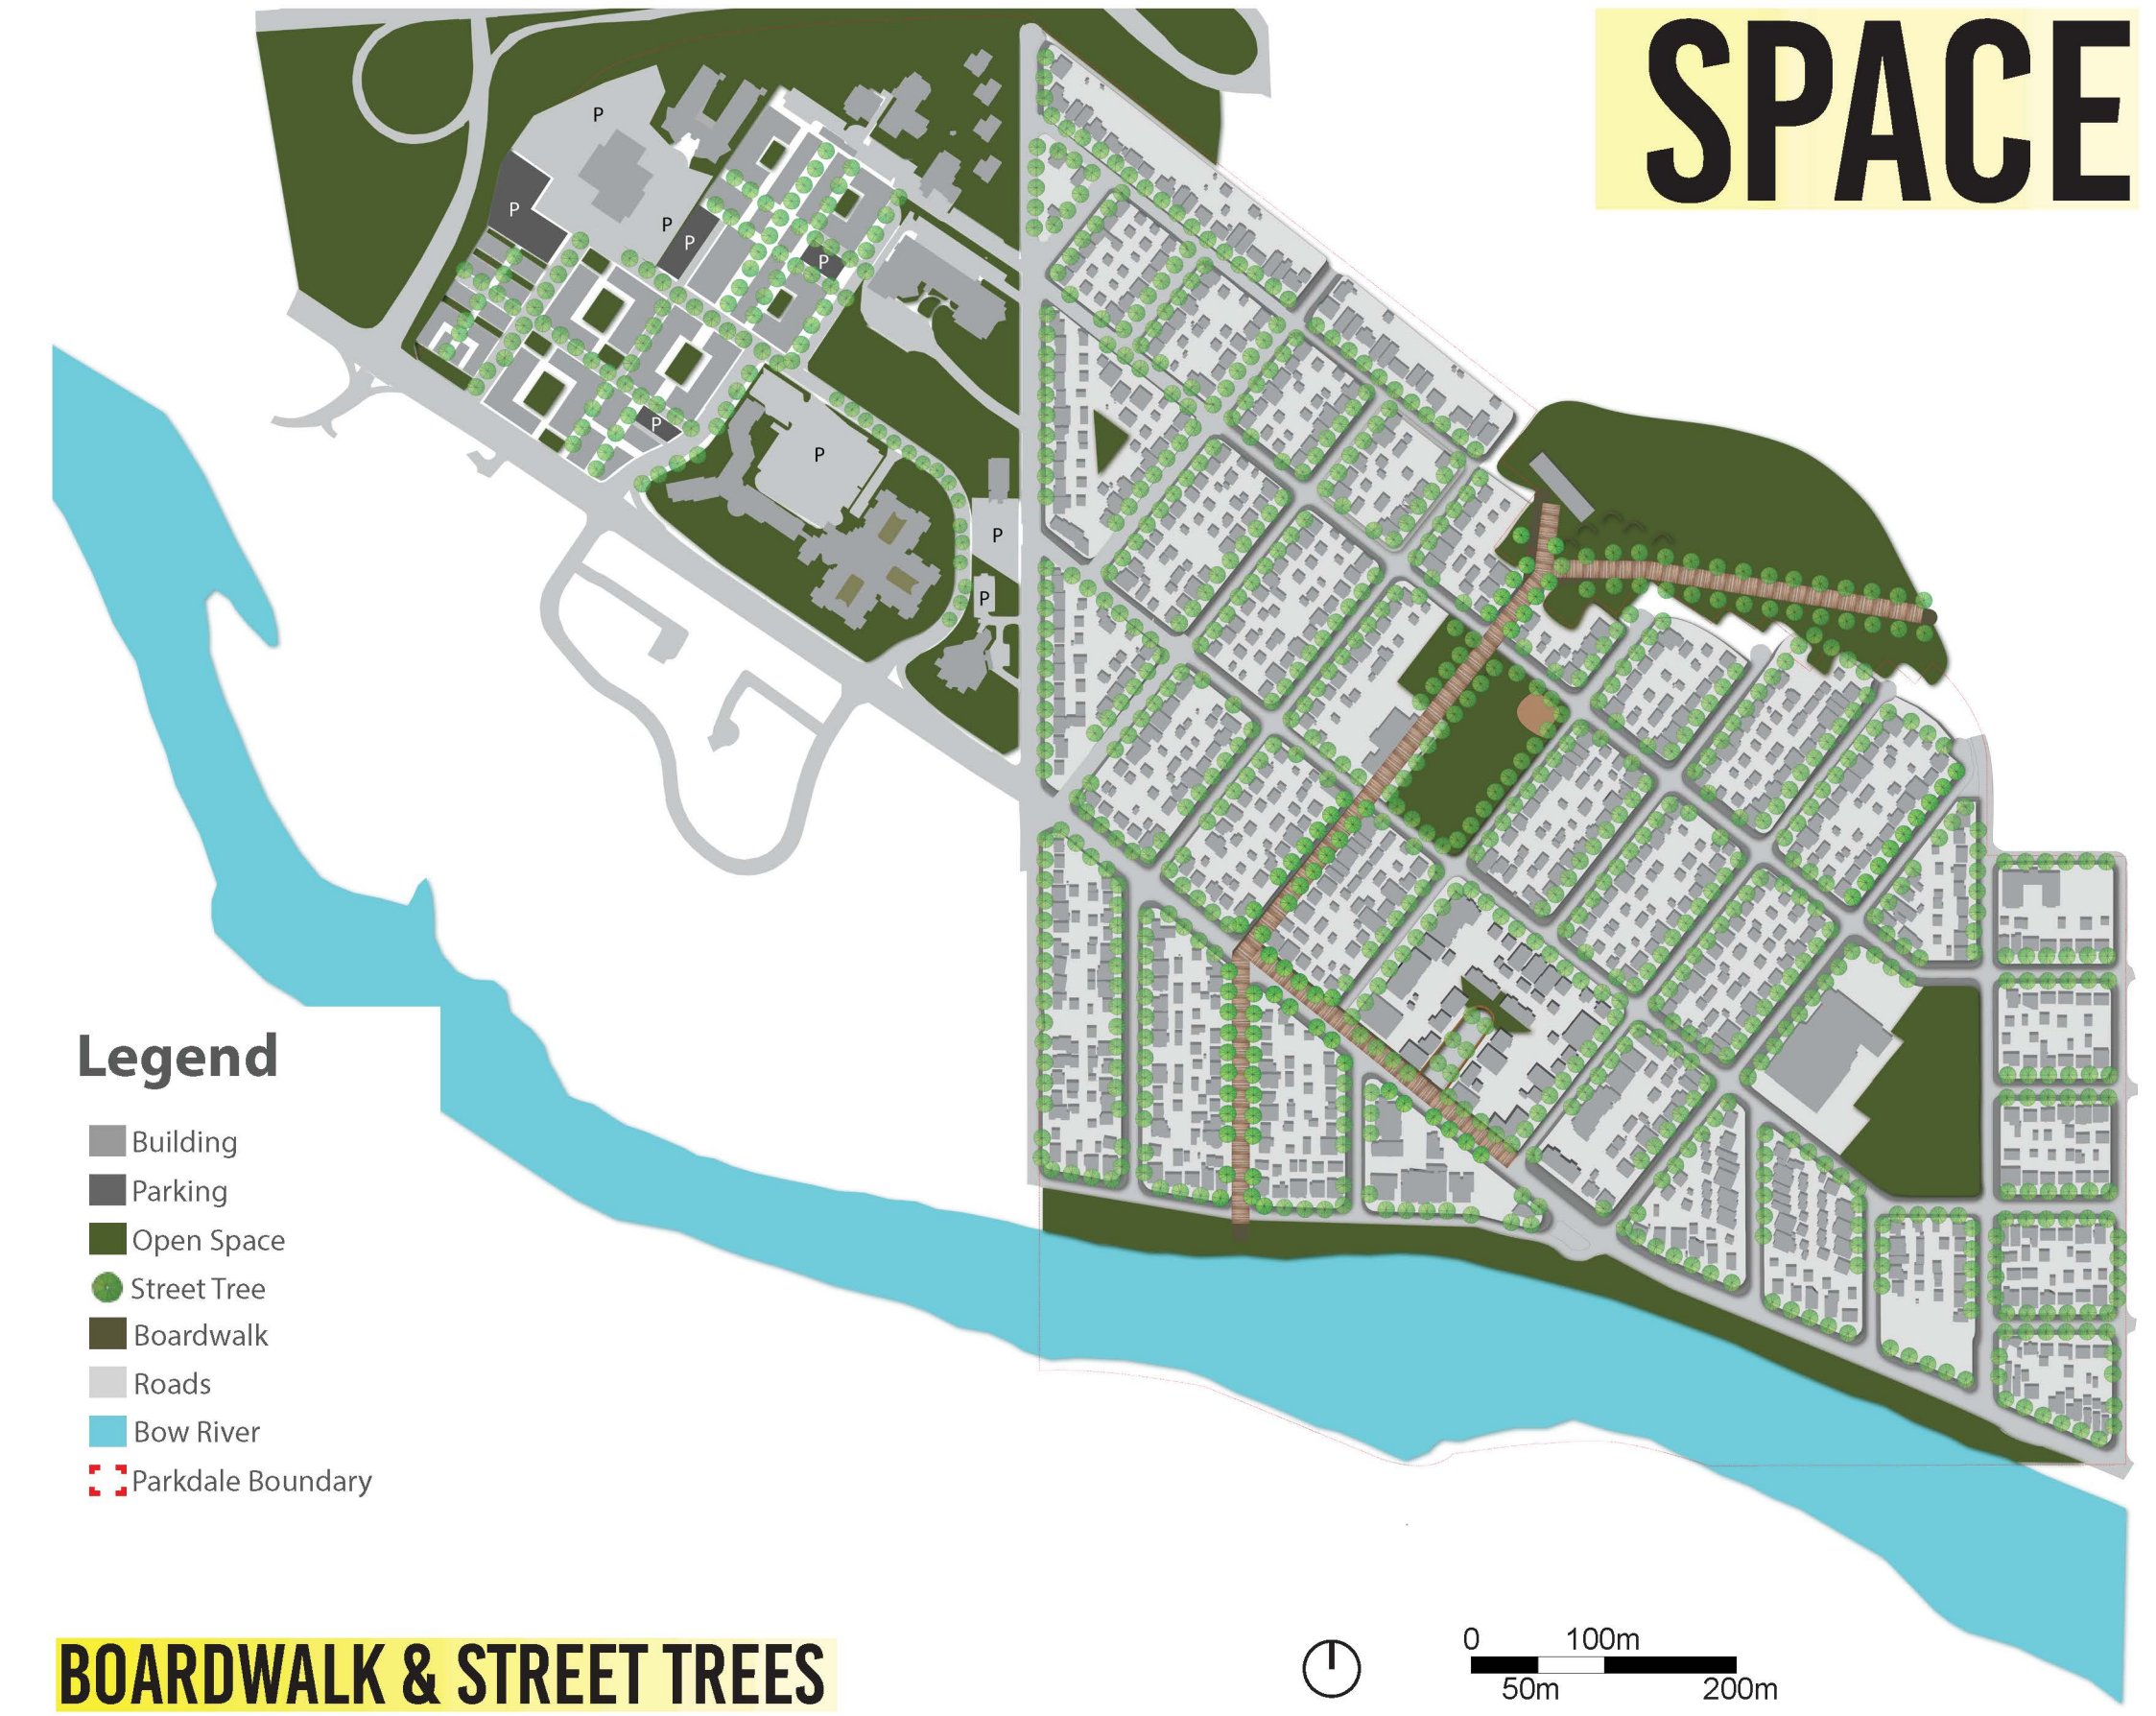 SPACE
P
P
P
P
P
P
P
P
P
Legend
Building
Parking
Open Space
Street Tree
Boardwalk
Roads
Bow River
Parkdale Boundary
BOARDWALK & STREET TREES
0 100m
50m 200m